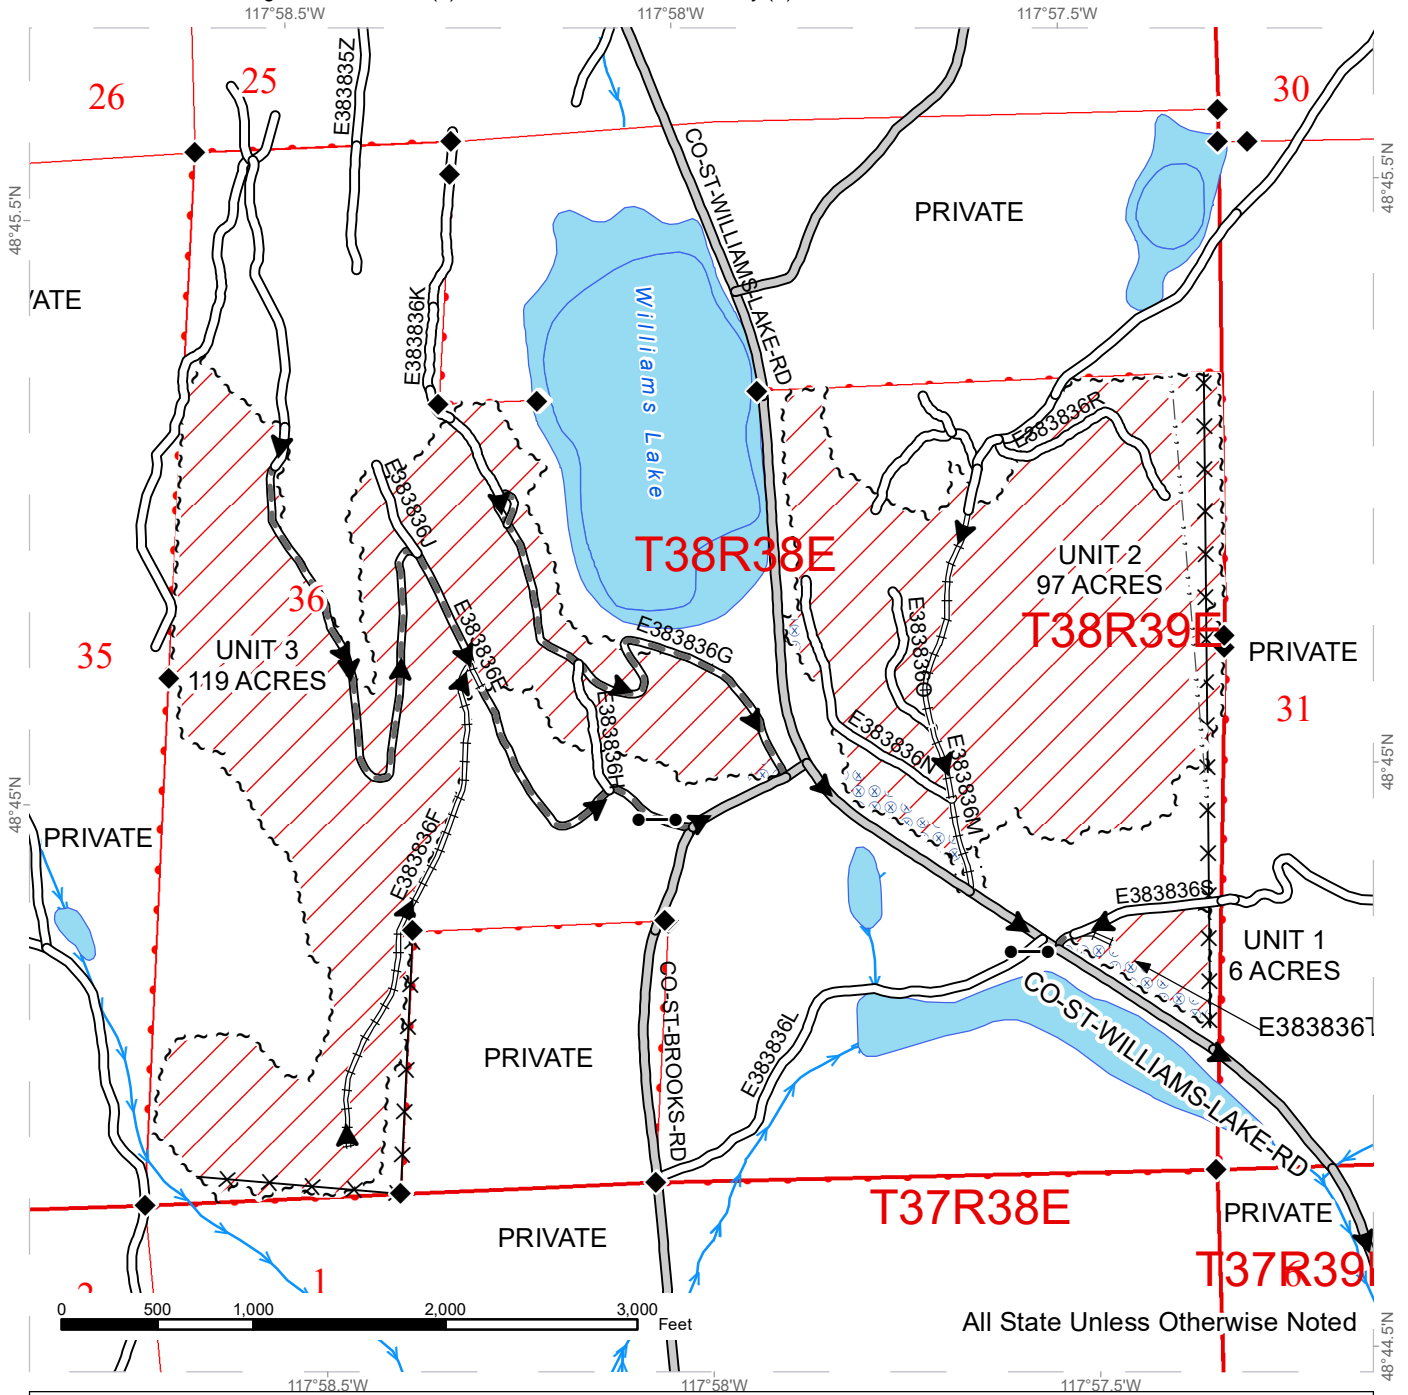 117°58.5'W
117°58'W
117°57.5'W
26
25
30
E383835Z
CO-ST-WILLIAMS-LAKE-RD
PRIVATE
48°45.5'N
48°45.5'N
VATE
E383836K
Williams Lake
E383836R
E383836J
T38R38E
UNIT 2
97 ACRES
36
E383836E
E383836G
E383836O
T38R39E
35
UNIT 3
119 ACRES
PRIVATE
31
E383836H
E383836N
E383836M
48°45'N
48°45'N
PRIVATE
E383836F
E383836S
UNIT 1
6 ACRES
CO-ST-BROOKS-RD
E383836L
CO-ST-WILLIAMS-LAKE-RD
E383836T
PRIVATE
T37R38E
PRIVATE
PRIVATE
T37R39
6
2
1
0 500 1,000 2,000 3,000
Feet
All State Unless Otherwise Noted
48°44.5'N
117°58.5'W
117°58'W
117°57.5'W